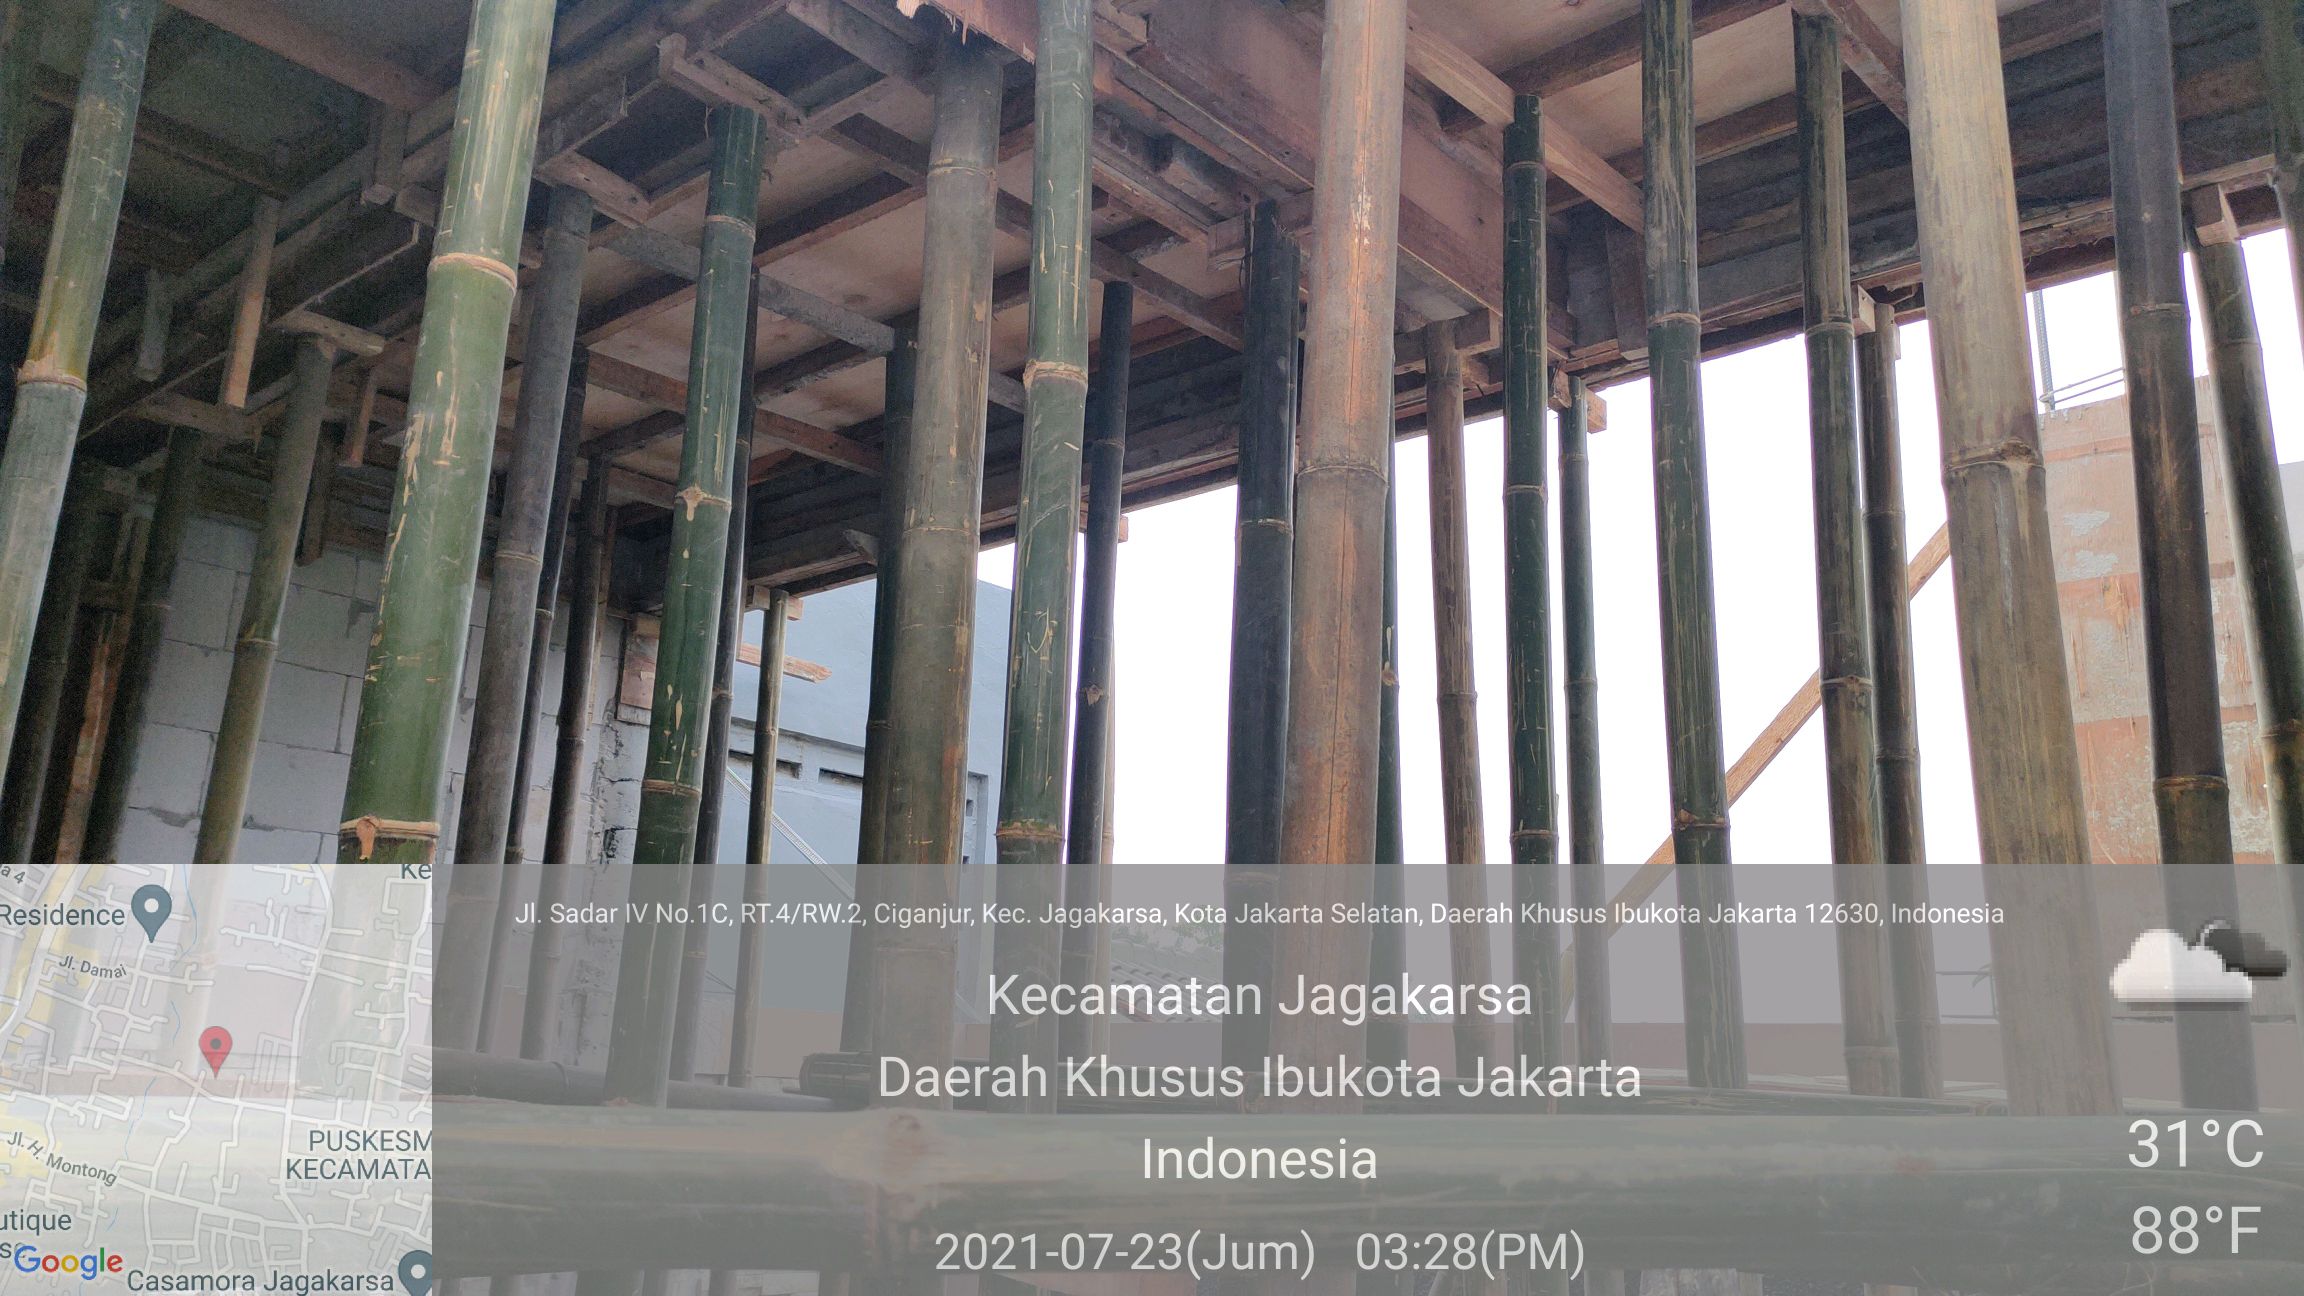 Jl. Sadar IV No.1C, RT.4/RW.2, Ciganjur, Kec. Jagakarsa, Kota Jakarta Selatan, Daerah Khusus Ibukota Jakarta 12630, Indonesia
Kecamatan Jagakarsa
Daerah Khusus Ibukota Jakarta
Indonesia
2021-07-23(Jum) 03:28(PM)
31°C
88°F
a 4
Ke
Residence
Jl. Damai
PUSKESM
KECAMATA
Jl. H. Montong
utique
Google
Casamora Jagakarsa